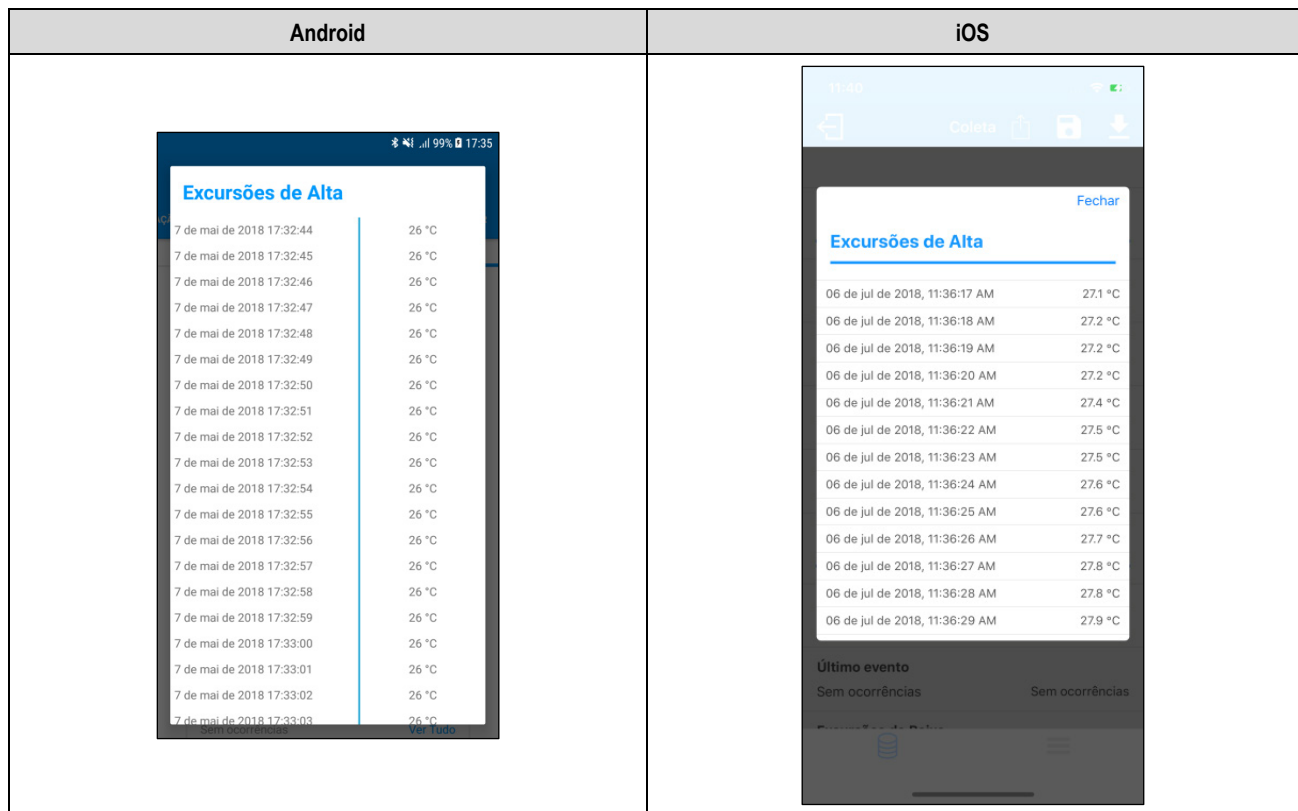 Android
iOS
99% 17:35
Excursões de Alta
7 de mai de 2018 17:32:44 26 °C
7 de mai de 2018 17:32:45 26 °C
7 de mai de 2018 17:32:46 26 °C
7 de mai de 2018 17:32:47 26 °C
7 de mai de 2018 17:32:48 26 °C
7 de mai de 2018 17:32:49 26 °C
7 de mai de 2018 17:32:50 26 °C
7 de mai de 2018 17:32:51 26 °C
7 de mai de 2018 17:32:52 26 °C
7 de mai de 2018 17:32:53 26 °C
7 de mai de 2018 17:32:54 26 °C
7 de mai de 2018 17:32:55 26 °C
7 de mai de 2018 17:32:56 26 °C
7 de mai de 2018 17:32:57 26 °C
7 de mai de 2018 17:32:58 26 °C
7 de mai de 2018 17:32:59 26 °C
7 de mai de 2018 17:33:00 26 °C
7 de mai de 2018 17:33:01 26 °C
7 de mai de 2018 17:33:02 26 °C
7 de mai de 2018 17:33:03 26 °C
Sem ocorrências Ver Tudo
11:40
Coleta
Fechar
Excursões de Alta
06 de jul de 2018, 11:36:17 AM 27.1 °C
06 de jul de 2018, 11:36:18 AM 27.2 °C
06 de jul de 2018, 11:36:19 AM 27.2 °C
06 de jul de 2018, 11:36:20 AM 27.2 °C
06 de jul de 2018, 11:36:21 AM 27.4 °C
06 de jul de 2018, 11:36:22 AM 27.5 °C
06 de jul de 2018, 11:36:23 AM 27.5 °C
06 de jul de 2018, 11:36:24 AM 27.6 °C
06 de jul de 2018, 11:36:25 AM 27.6 °C
06 de jul de 2018, 11:36:26 AM 27.7 °C
06 de jul de 2018, 11:36:27 AM 27.8 °C
06 de jul de 2018, 11:36:28 AM 27.8 °C
06 de jul de 2018, 11:36:29 AM 27.9 °C
Último evento
Sem ocorrências Sem ocorrências